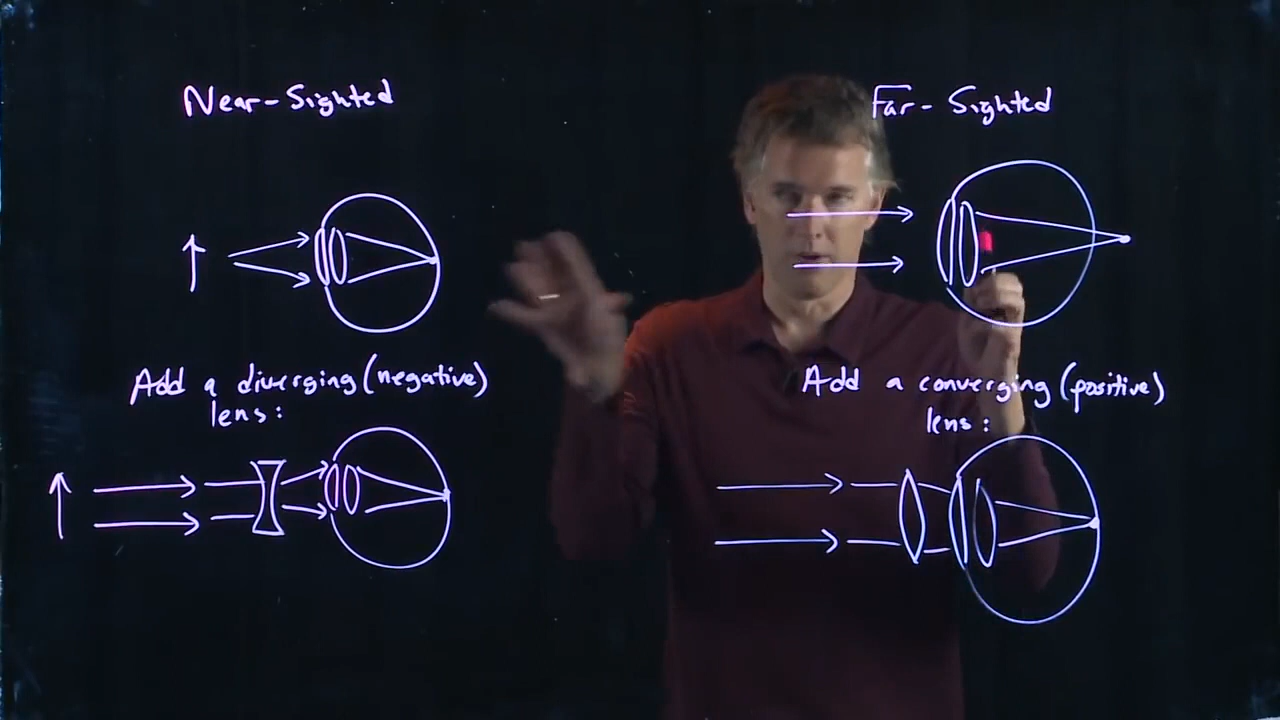 Near-Sighted
Add a diverging (negative)
lens:
Far-Sighted
Add a converging (positive)
lens: